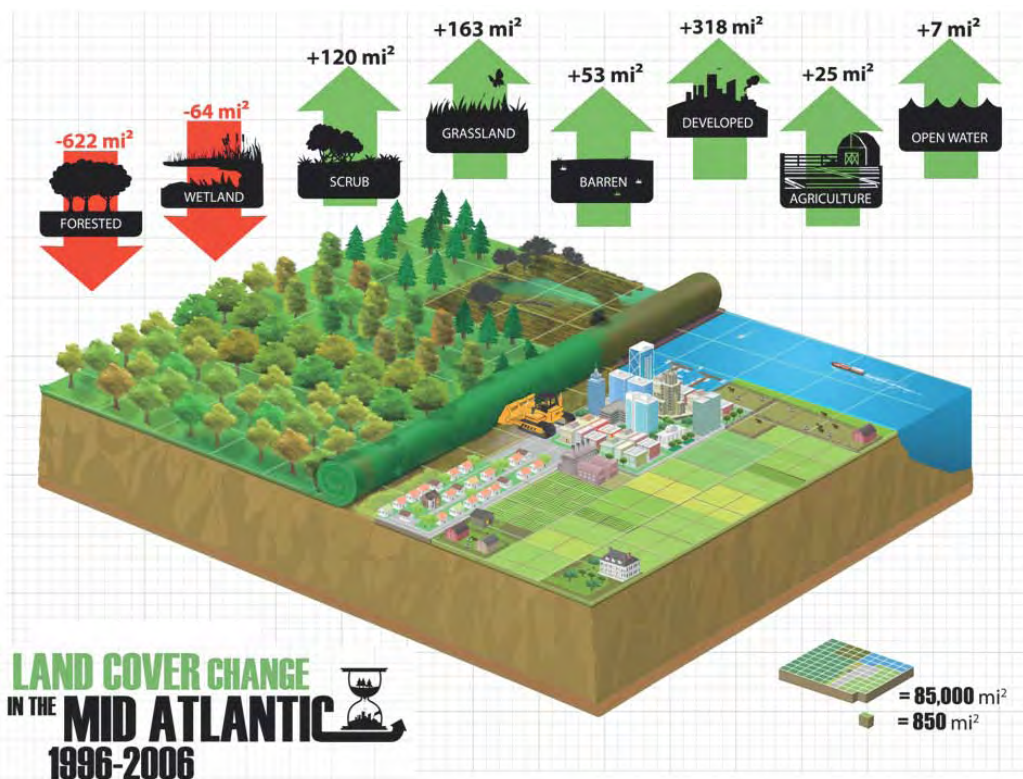 -622 mi²
FORESTED
-64 mi²
WETLAND
+120 mi²
SCRUB
+163 mi²
GRASSLAND
+53 mi²
BARREN
+318 mi²
DEVELOPED
+25 mi²
AGRICULTURE
+7 mi²
OPEN WATER
LAND COVER CHANGE
IN THE MID ATLANTIC
1996-2006
= 85,000 mi²
= 850 mi²